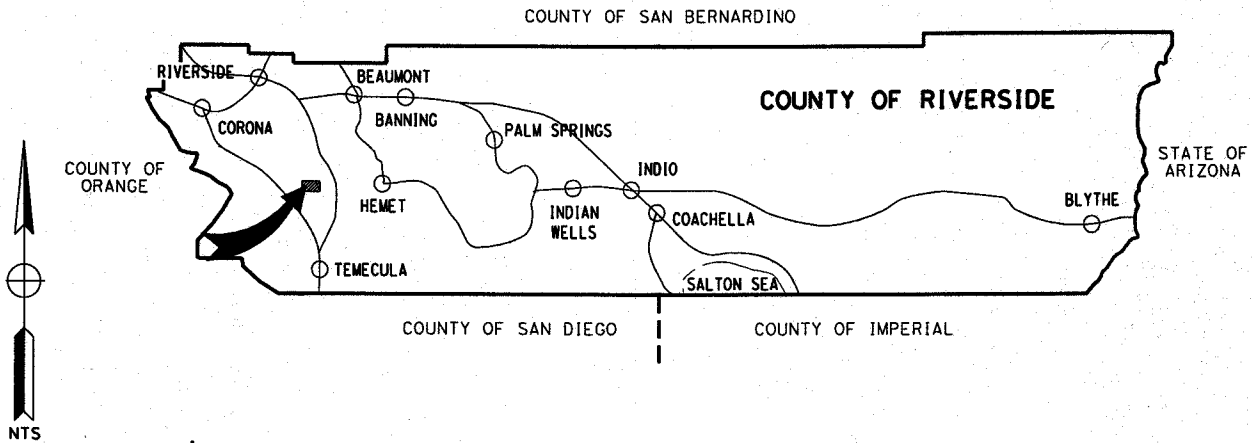 COUNTY OF SAN BERNARDINO
RIVERSIDE
BEAUMONT
COUNTY OF RIVERSIDE
CORONA
BANNING
PALM SPRINGS
COUNTY OF
ORANGE
STATE OF
ARIZONA
INDIO
HEMET
INDIAN
WELLS
COACHELLA
BLYTHE
TEMECULA
SALTON SEA
COUNTY OF SAN DIEGO
COUNTY OF IMPERIAL
NTS